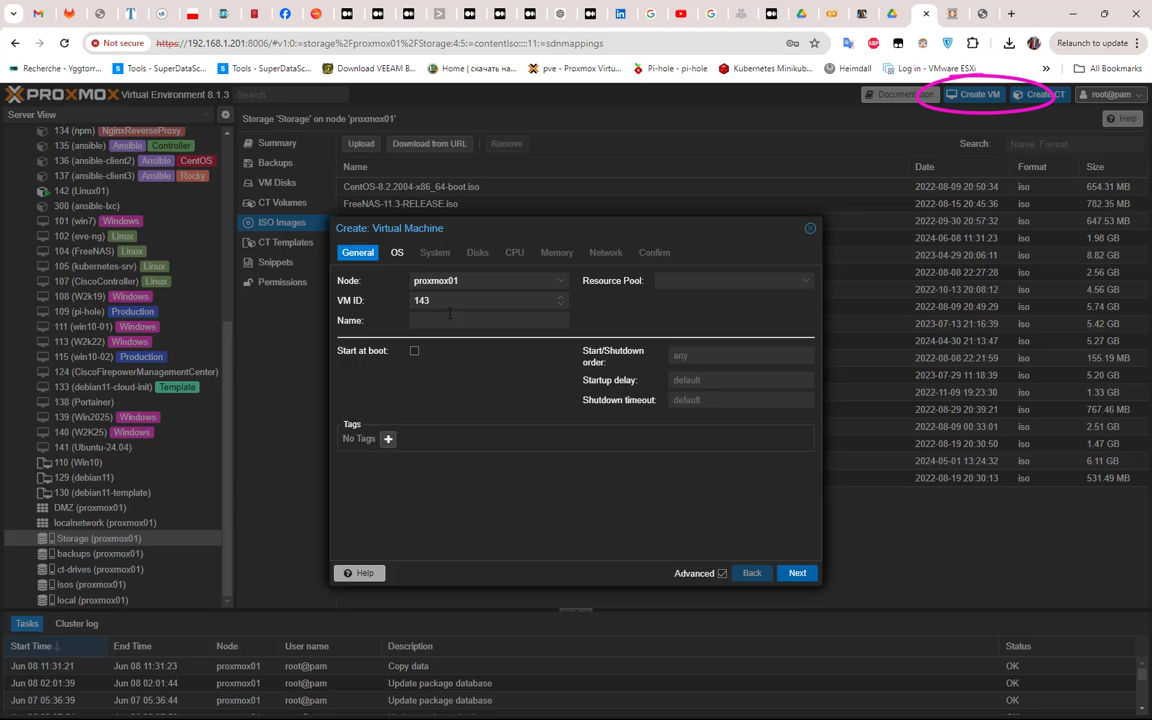 Not secure https://192.168.1.201:8006/#v1:0:=storage%2Fproxmox01%2FStorage:4:5:=contentIso::::11:=sdnmappings Relaunch to update
Recherche - Yggtorr... Tools - SuperDataSc... Tools - SuperDataSc... Download VEEAM B... Home | скачать на... pve - Proxmox Virtu... Pi-hole - pi-hole Kubernetes Minikub... Heimdall Log in - VMware ESXi » All Bookmarks
PROXMOX Virtual Environment 8.1.3 Search Documentation Create VM Create CT root@pam
Server View
Storage 'Storage' on node 'proxmox01' Help
134 (npm) NginxReverseProxy
135 (ansible) Ansible Controller
136 (ansible-client2) Ansible CentOS
137 (ansible-client3) Ansible Rocky
142 (Linux01)
300 (ansible-lxc)
101 (win7) Windows
102 (eve-ng) Linux
104 (FreeNAS) Linux
105 (kubernetes-srv) Linux
107 (CiscoController) Linux
108 (W2k19) Windows
109 (pi-hole) Production
111 (win10-01) Windows
113 (W2k22) Windows
115 (win10-02) Production
124 (CiscoFirepowerManagementCenter)
133 (debian11-cloud-init) Template
138 (Portainer)
139 (Win2025) Windows
140 (W2K25) Windows
141 (Ubuntu-24.04)
110 (Win10)
129 (debian11)
130 (debian11-template)
DMZ (proxmox01)
localnetwork (proxmox01)
Storage (proxmox01)
backups (proxmox01)
ct-drives (proxmox01)
isos (proxmox01)
local (proxmox01)
Summary
Backups
VM Disks
CT Volumes
ISO Images
CT Templates
Snippets
Permissions
Upload Download from URL Remove Search: Name, Format
Name Date Format Size
CentOS-8.2.2004-x86_64-boot.iso 2022-08-09 20:50:34 iso 654.31 MB
FreeNAS-11.3-RELEASE.iso 2022-08-15 20:45:36 iso 782.35 MB
2022-09-30 20:57:32 iso 647.53 MB
2024-06-08 11:31:23 iso 1.98 GB
2023-04-29 20:06:11 iso 8.82 GB
2022-08-08 22:27:28 iso 2.56 GB
2022-10-13 20:08:12 iso 4.56 GB
2022-08-09 20:49:29 iso 5.74 GB
2023-07-13 21:16:39 iso 5.42 GB
2024-04-30 21:13:47 iso 5.27 GB
2022-08-08 22:21:59 iso 155.19 MB
2023-07-29 11:18:39 iso 5.20 GB
2022-11-09 19:23:30 iso 1.33 GB
2022-08-29 20:39:21 iso 767.46 MB
2022-08-09 00:33:01 iso 2.51 GB
2022-08-19 20:30:50 iso 1.47 GB
2024-05-01 13:24:32 iso 6.11 GB
2022-08-19 20:30:13 iso 531.49 MB
Create: Virtual Machine
General OS System Disks CPU Memory Network Confirm
Node: proxmox01 Resource Pool:
VM ID: 143
Name:
Start at boot: Start/Shutdown order: any
Startup delay: default
Shutdown timeout: default
Tags
No Tags
Help Advanced Back Next
Tasks Cluster log
Start Time End Time Node User name Description Status
Jun 08 11:31:21 Jun 08 11:31:23 proxmox01 root@pam Copy data OK
Jun 08 02:01:39 Jun 08 02:01:44 proxmox01 root@pam Update package database OK
Jun 07 05:36:39 Jun 07 05:36:44 proxmox01 root@pam Update package database OK